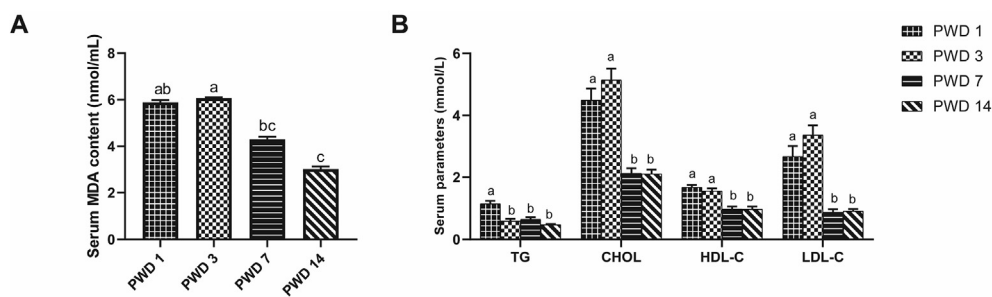 A
Serum MDA content (nmol/mL)
8
6
4
2
0
ab
a
bc
c
PWD 1
PWD 3
PWD 7
PWD 14
B
Serum parameters (mmol/L)
6
4
2
0
a
b
b
b
a
a
b
b
a
a
b
b
a
a
b
b
TG
CHOL
HDL-C
LDL-C
PWD 1
PWD 3
PWD 7
PWD 14